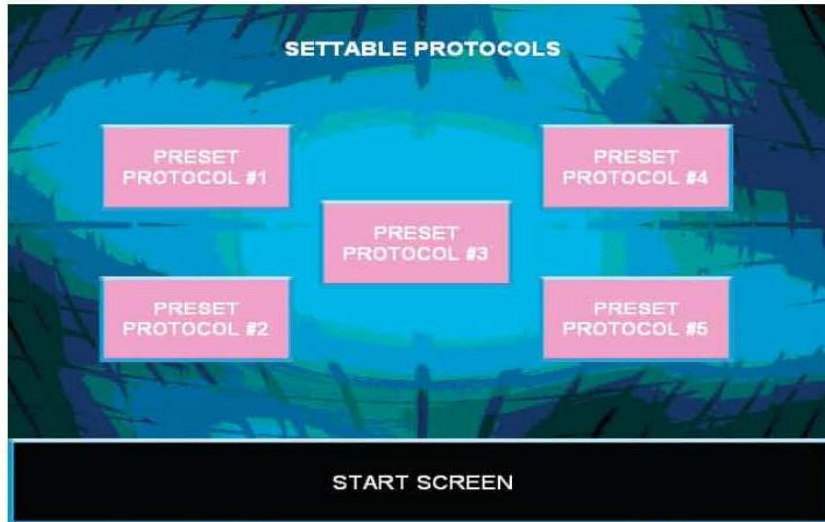 SETTABLE PROTOCOLS
PRESET
PROTOCOL #1
PRESET
PROTOCOL #2
PRESET
PROTOCOL #3
PRESET
PROTOCOL #4
PRESET
PROTOCOL #5
START SCREEN